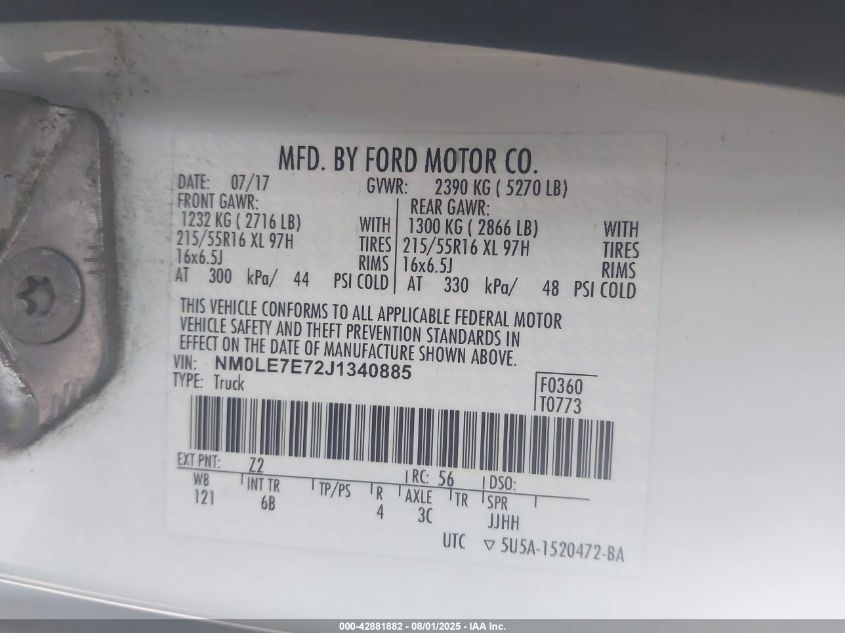 MFD. BY FORD MOTOR CO.
DATE: 07/17 GVWR: 2390 KG ( 5270 LB)
FRONT GAWR: REAR GAWR:
1232 KG ( 2716 LB) WITH 1300 KG ( 2866 LB) WITH
215/55R16 XL 97H TIRES 215/55R16 XL 97H TIRES
16x6.5J RIMS 16x6.5J RIMS
AT 300 kPa/ 44 PSI COLD AT 330 kPa/ 48 PSI COLD
THIS VEHICLE CONFORMS TO ALL APPLICABLE FEDERAL MOTOR
VEHICLE SAFETY AND THEFT PREVENTION STANDARDS IN
EFFECT ON THE DATE OF MANUFACTURE SHOWN ABOVE.
VIN: NM0LE7E72J1340885
TYPE: Truck F0360
T0773
EXT PNT: Z2 RC: 56 DSO:
WB INT TR TP/PS R AXLE TR SPR
121 6B 4 3C JJHH
UTC ▽ 5U5A-1520472-BA
000-42881882 - 08/01/2025 - IAA Inc.